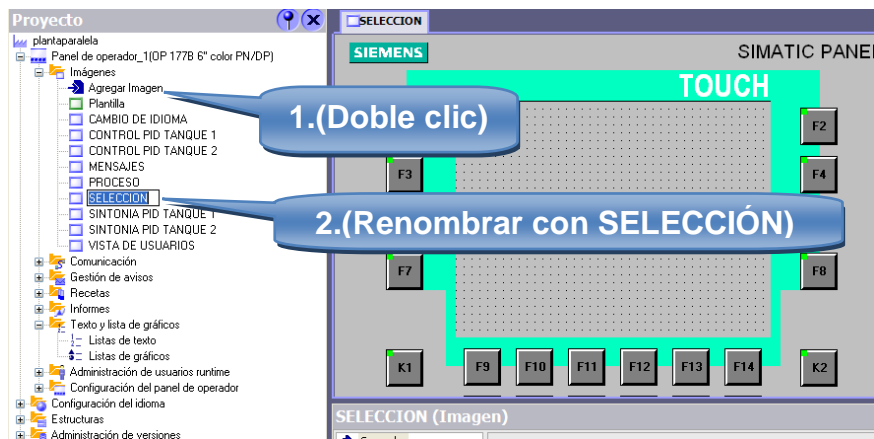 Proyecto
plantaparalela
Panel de operador_1(OP 177B 6" color PN/DP)
Imágenes
Agregar Imagen
Plantilla
CAMBIO DE IDIOMA
CONTROL PID TANQUE 1
CONTROL PID TANQUE 2
MENSAJES
PROCESO
SELECCION
SINTONIA PID TANQUE 1
SINTONIA PID TANQUE 2
VISTA DE USUARIOS
Comunicación
Gestión de avisos
Recetas
Informes
Texto y lista de gráficos
Listas de texto
Listas de gráficos
Administración de usuarios runtime
Configuración del panel de operador
Configuración del idioma
Estructuras
Administración de versiones
1.(Doble clic)
2.(Renombrar con SELECCIÓN)
SELECCION
SIEMENS
SIMATIC PANEL
TOUCH
F2
F3
F4
F7
F8
K1
F9
F10
F11
F12
F13
F14
K2
SELECCION (Imagen)